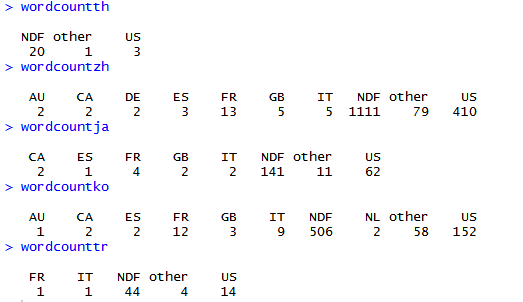 > wordcountth
NDF other US
20 1 3
> wordcountzh
AU CA DE ES FR GB IT NDF other US
2 2 2 3 13 5 5 1111 79 410
> wordcountja
CA ES FR GB IT NDF other US
2 1 4 2 2 141 11 62
> wordcountko
AU CA ES FR GB IT NDF NL other US
1 2 2 12 3 9 506 2 58 152
> wordcounttr
FR IT NDF other US
1 1 44 4 14